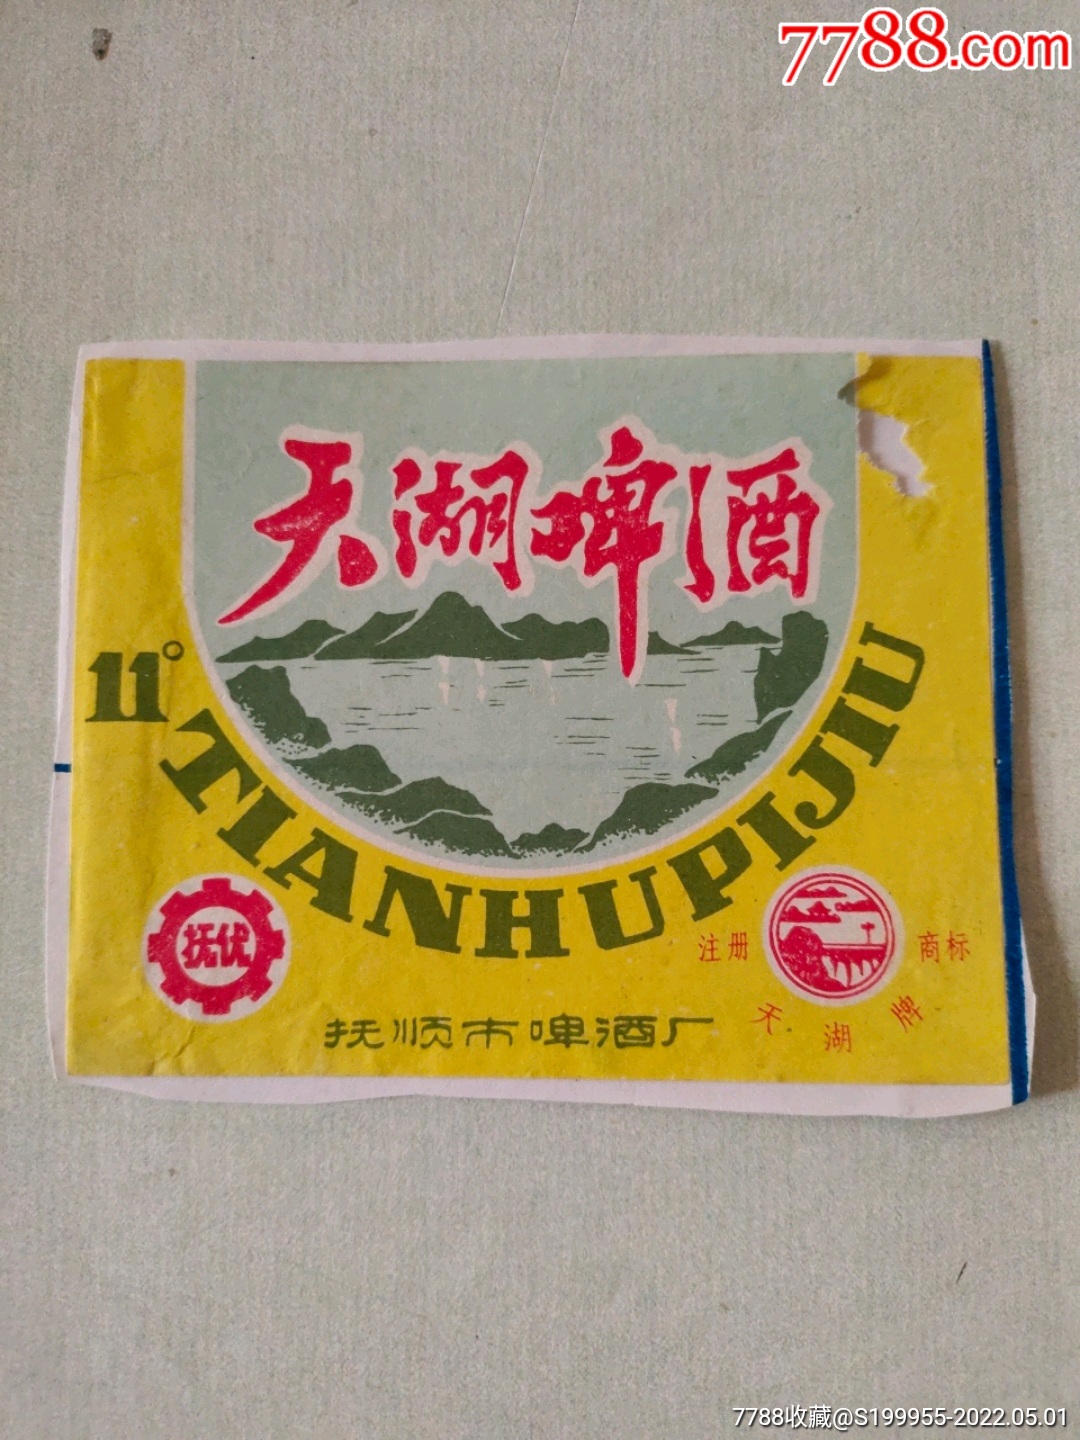 7788.com
天湖啤酒
11°
TIANHUPIJIU
抚优
注册 商标
天湖牌
抚顺市啤酒厂
7788收藏@S199955-2022.05.01